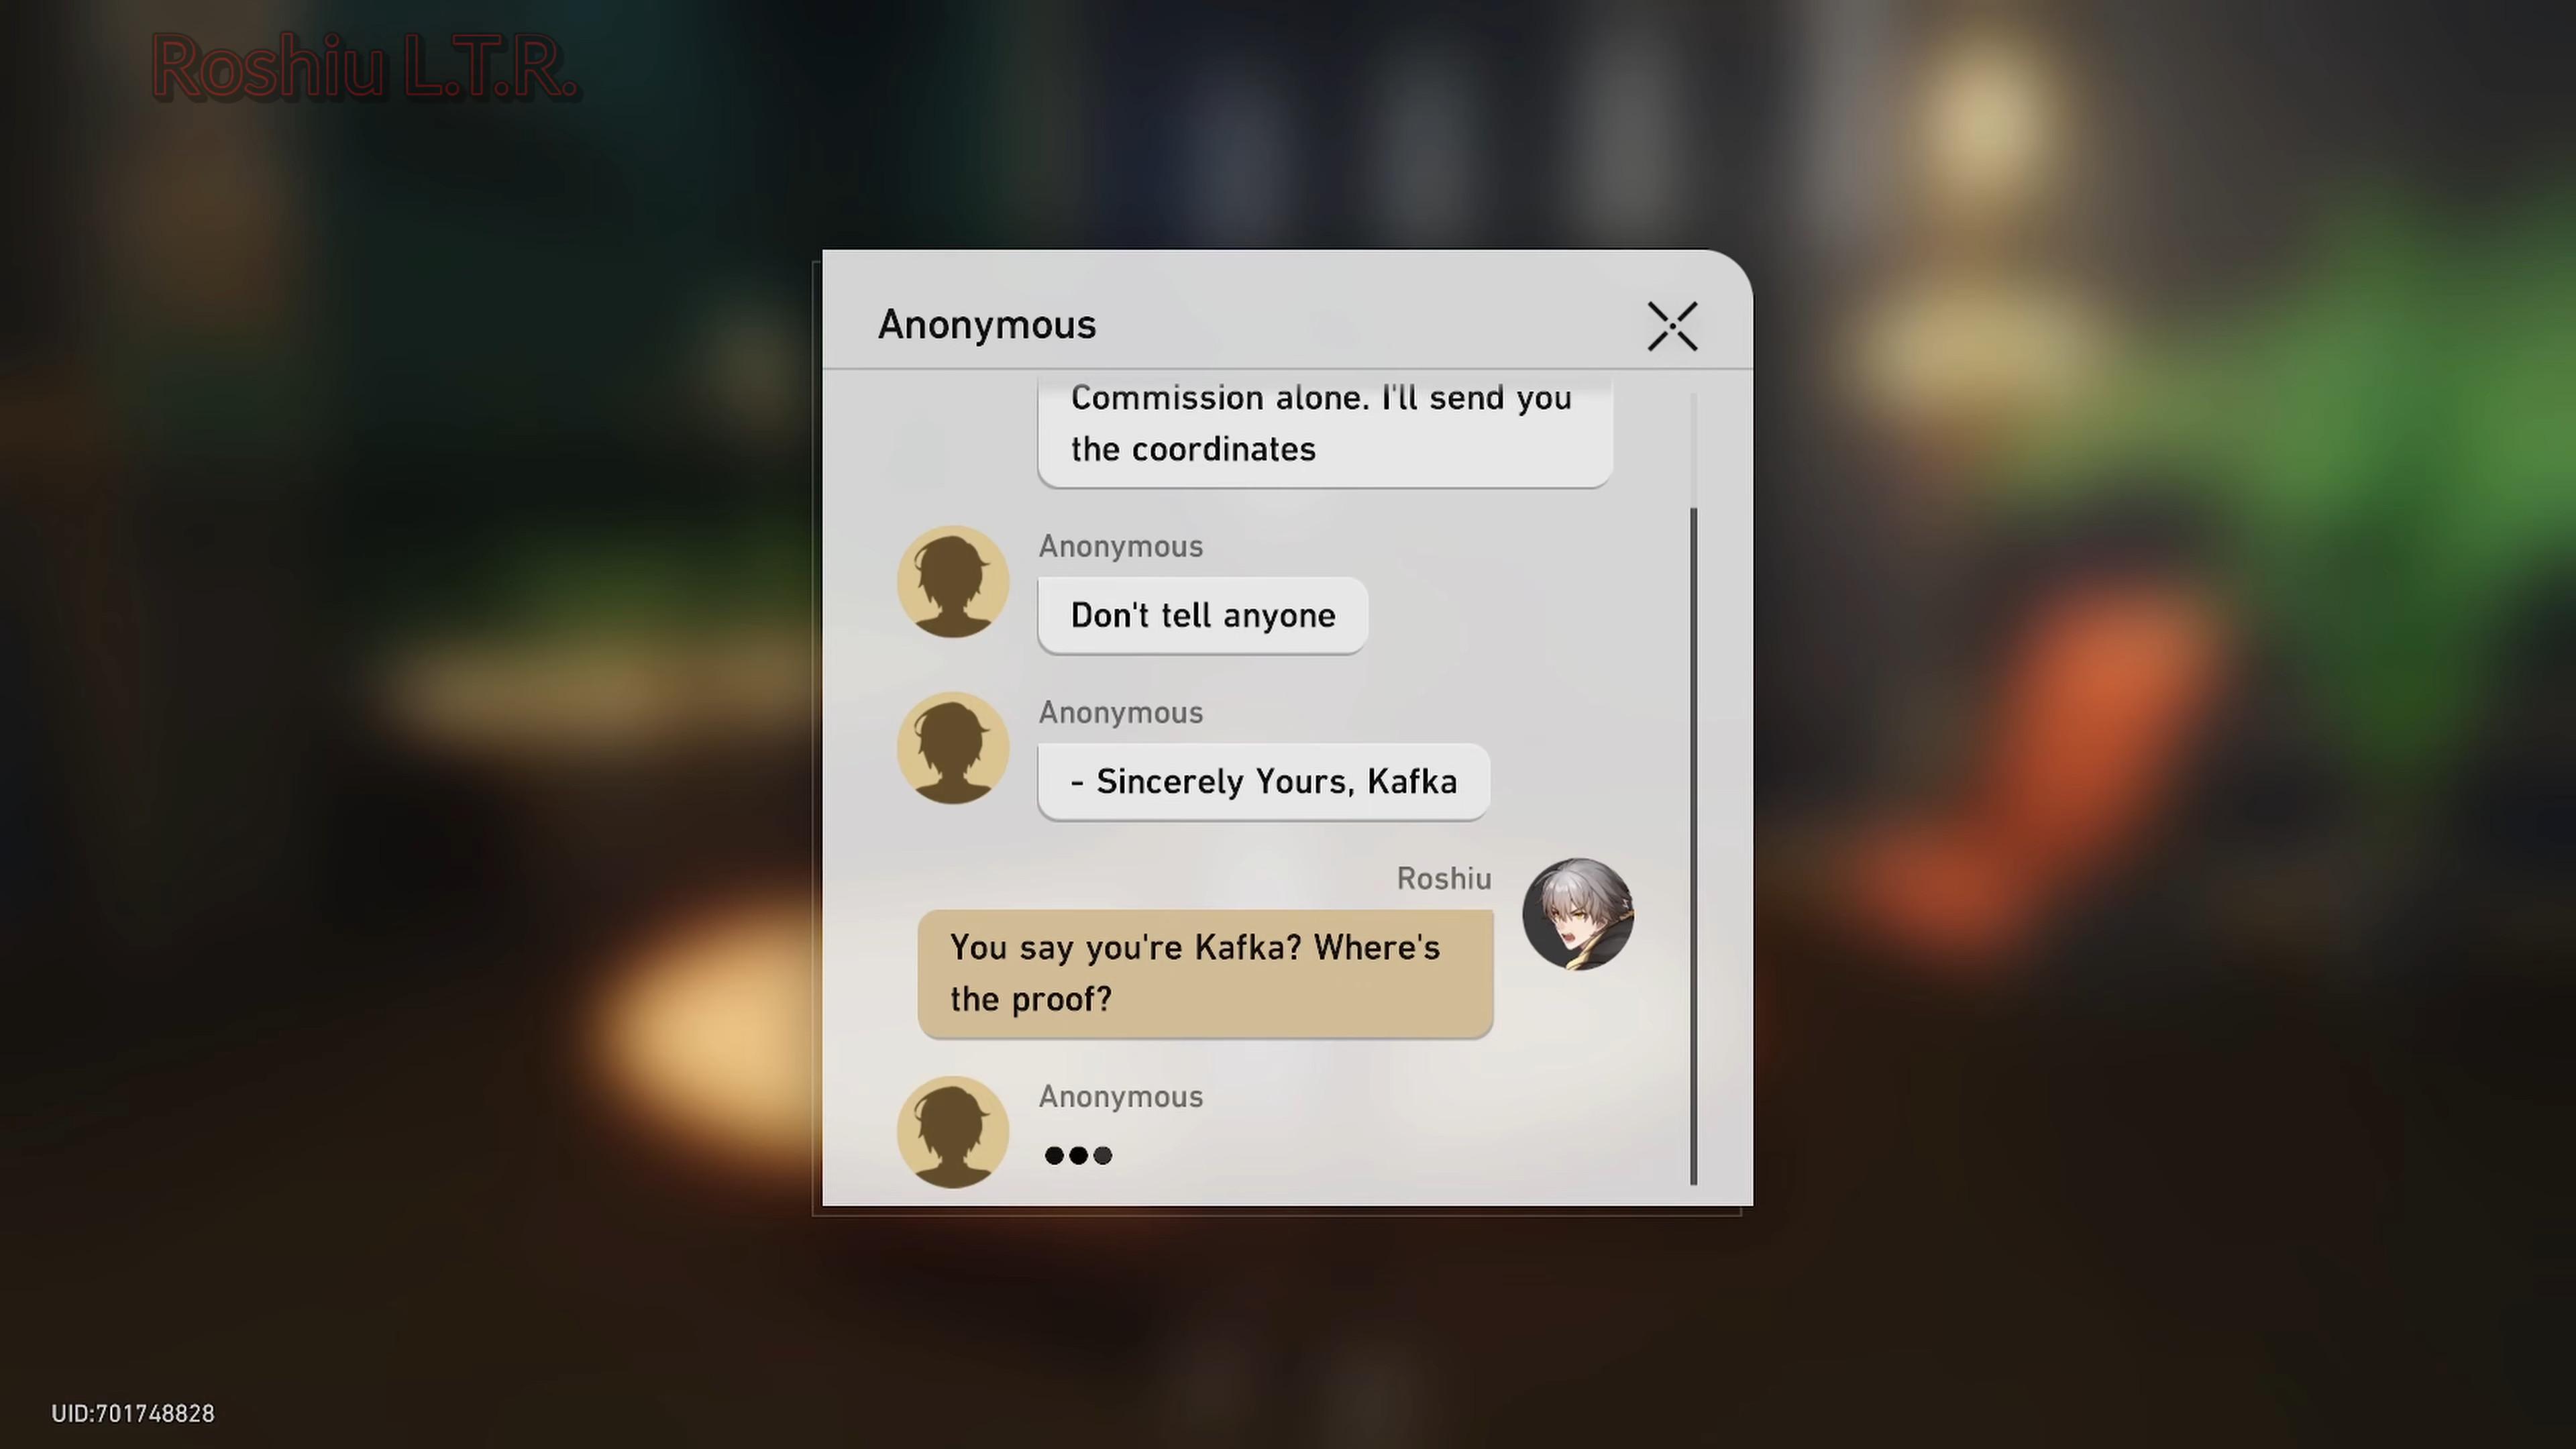 Roshiu L.T.R.
Anonymous
Commission alone. I'll send you
the coordinates
Anonymous
Don't tell anyone
Anonymous
- Sincerely Yours, Kafka
Roshiu
You say you're Kafka? Where's
the proof?
Anonymous
UID:701748828